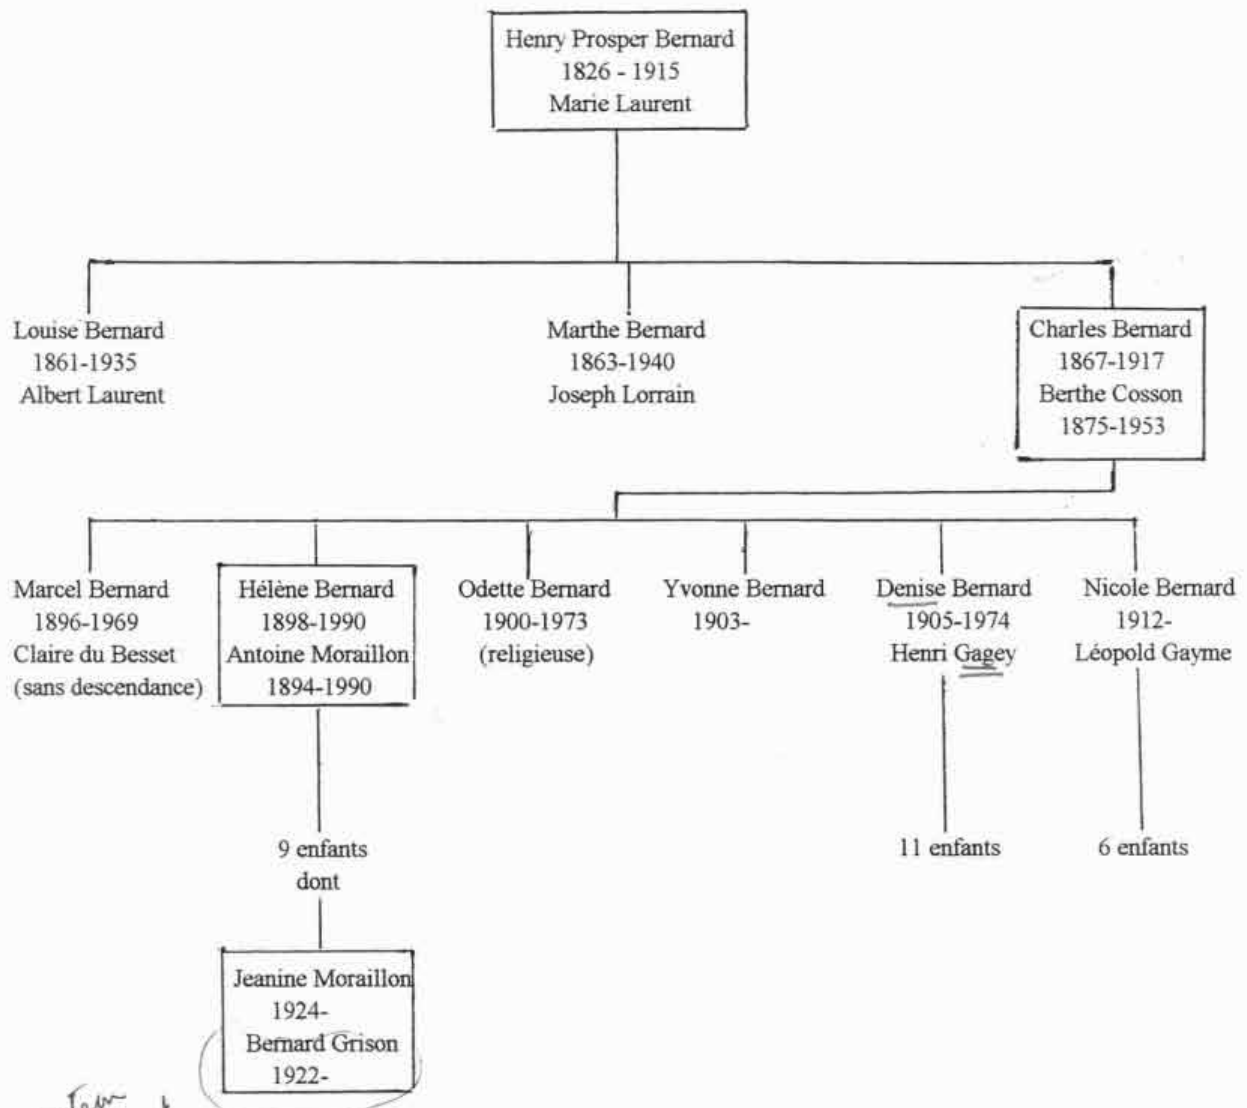 Henry Prosper Bernard
1826 - 1915
Marie Laurent
Louise Bernard
1861-1935
Albert Laurent
Marthe Bernard
1863-1940
Joseph Lorrain
Charles Bernard
1867-1917
Berthe Cosson
1875-1953
Marcel Bernard
1896-1969
Claire du Besset
(sans descendance)
Hélène Bernard
1898-1990
Antoine Moraillon
1894-1990
Odette Bernard
1900-1973
(religieuse)
Yvonne Bernard
1903-
Denise Bernard
1905-1974
Henri Gagey
Nicole Bernard
1912-
Léopold Gayme
9 enfants
dont
11 enfants
6 enfants
Jeanine Moraillon
1924-
Bernard Grison
1922-